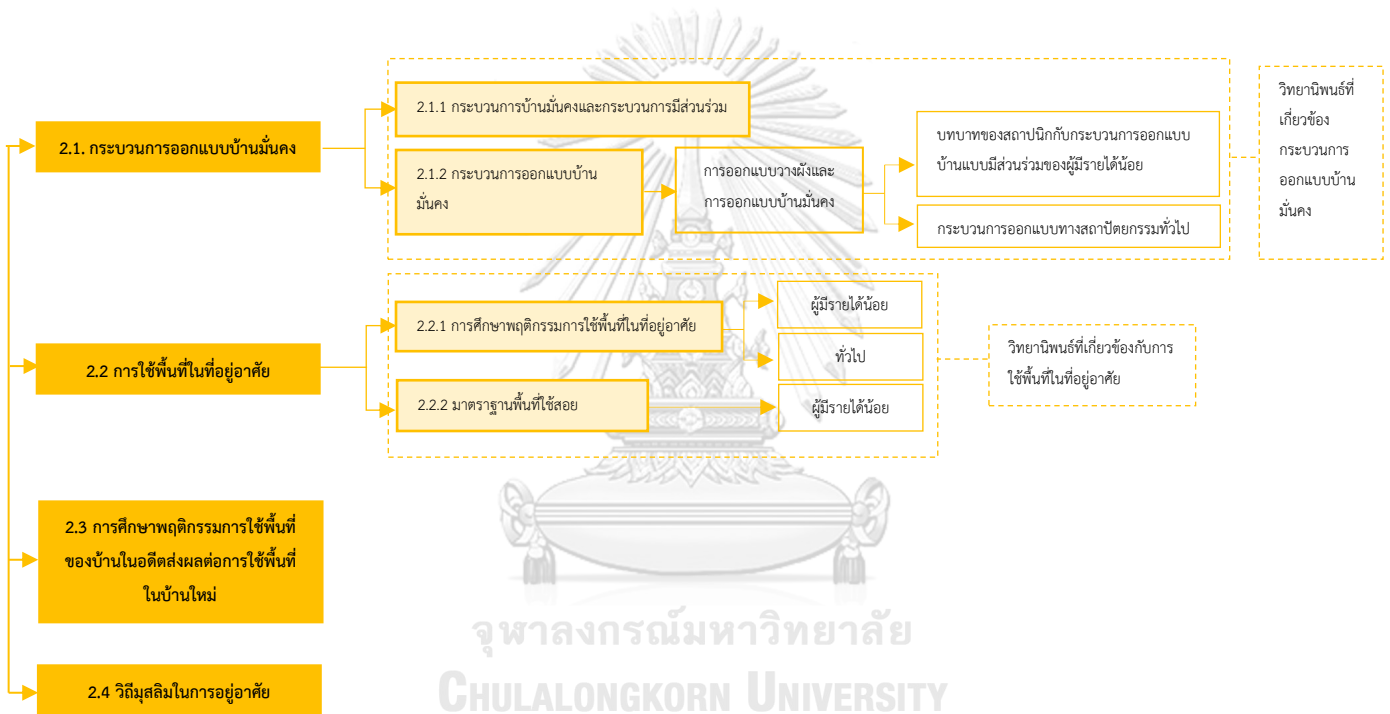 2.1. กระบวนการออกแบบบ้านมั่นคง
2.1.1 กระบวนการบ้านมั่นคงและกระบวนการมีส่วนร่วม
2.1.2 กระบวนการออกแบบบ้าน
มั่นคง
การออกแบบวางผังและ
การออกแบบบ้านมั่นคง
บทบาทของสถาปนิกกับกระบวนการออกแบบ
บ้านแบบมีส่วนร่วมของผู้มีรายได้น้อย
กระบวนการออกแบบทางสถาปัตยกรรมทั่วไป
วิทยานิพนธ์ที่
เกี่ยวข้อง
กระบวนการ
ออกแบบบ้าน
มั่นคง
2.2 การใช้พื้นที่ในที่อยู่อาศัย
2.2.1 การศึกษาพฤติกรรมการใช้พื้นที่ในที่อยู่อาศัย
ผู้มีรายได้น้อย
ทั่วไป
2.2.2 มาตราฐานพื้นที่ใช้สอย
ผู้มีรายได้น้อย
วิทยานิพนธ์ที่เกี่ยวข้องกับการ
ใช้พื้นที่ในที่อยู่อาศัย
2.3 การศึกษาพฤติกรรมการใช้พื้นที่
ของบ้านในอดีตส่งผลต่อการใช้พื้นที่
ในบ้านใหม่
2.4 วิถีมุสลิมในการอยู่อาศัย
จุฬาลงกรณ์มหาวิทยาลัย
CHULALONGKORN UNIVERSITY